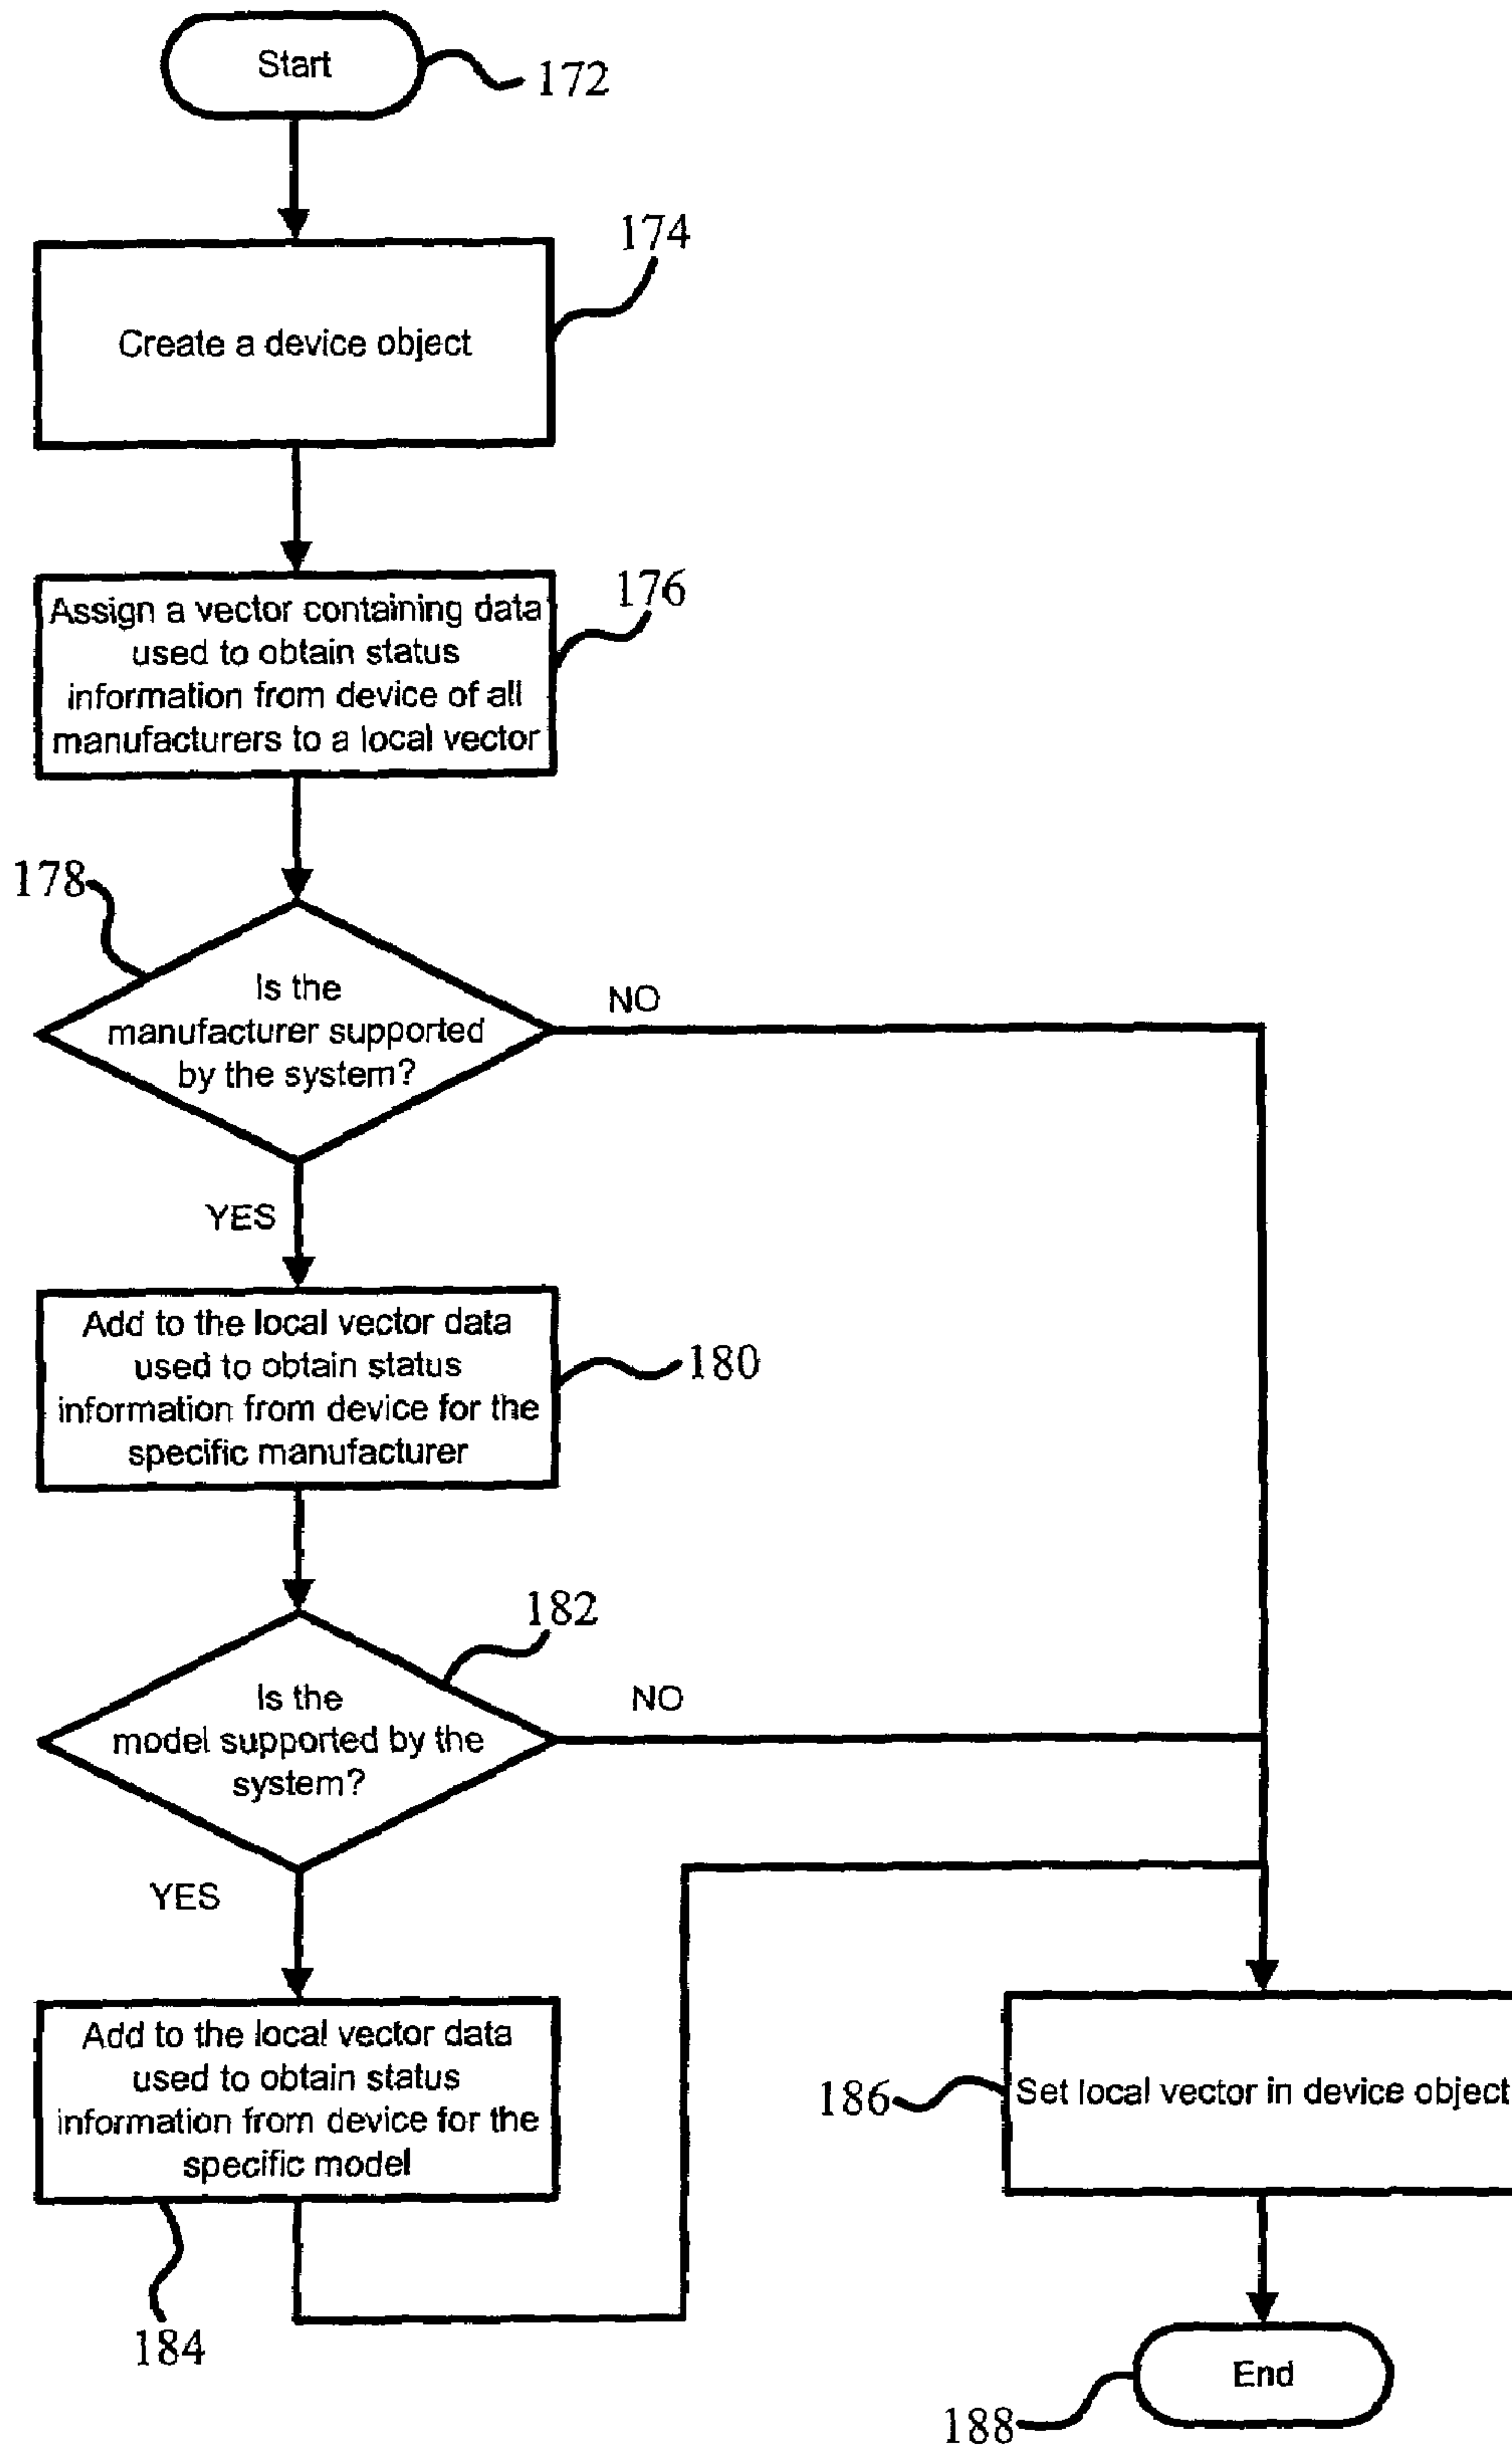 Start
172
174
Create a device object
176
Assign a vector containing data
used to obtain status
information from device of all
manufacturers to a local vector
178
Is the
manufacturer supported
by the system?
NO
YES
Add to the local vector data
used to obtain status
information from device for the
specific manufacturer
180
182
Is the
model supported by the
system?
NO
YES
Add to the local vector data
used to obtain status
information from device for the
specific model
184
186
Set local vector in device object
End
188